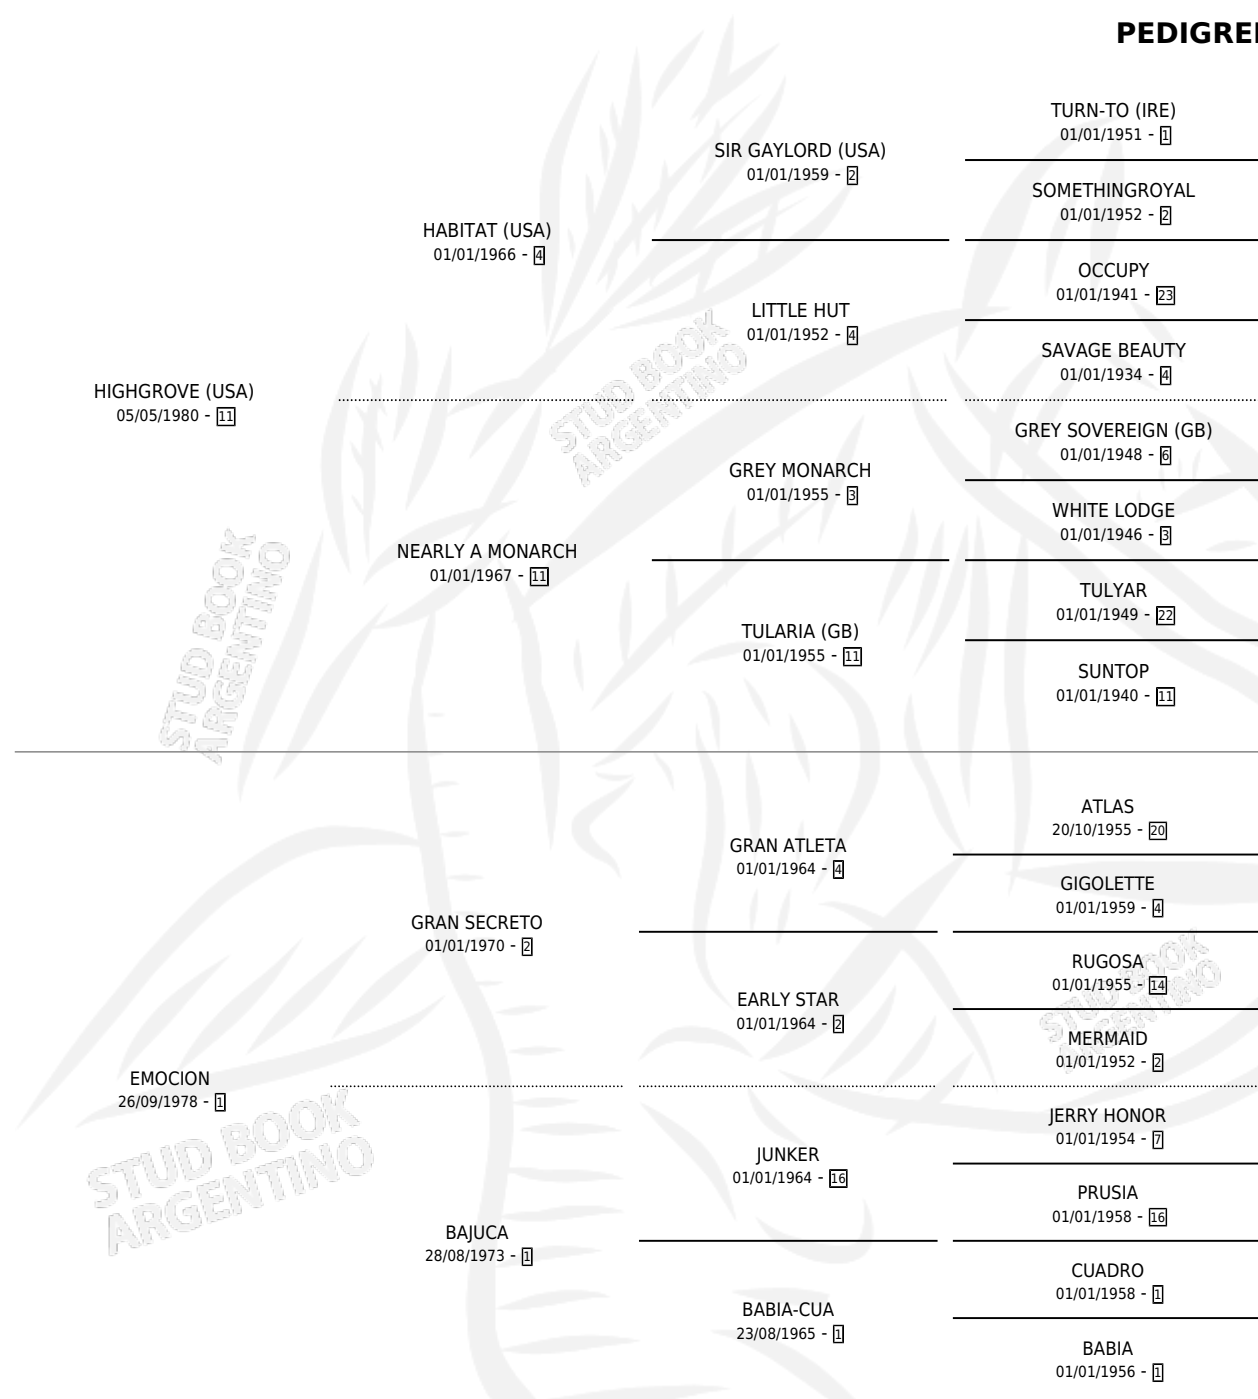 PEDIGREE
HIGHGROVE (USA)
05/05/1980 - 11
HABITAT (USA)
01/01/1966 - 4
NEARLY A MONARCH
01/01/1967 - 11
SIR GAYLORD (USA)
01/01/1959 - 2
LITTLE HUT
01/01/1952 - 4
GREY MONARCH
01/01/1955 - 3
TULARIA (GB)
01/01/1955 - 11
TURN-TO (IRE)
01/01/1951 - 1
SOMETHINGROYAL
01/01/1952 - 2
OCCUPY
01/01/1941 - 23
SAVAGE BEAUTY
01/01/1934 - 4
GREY SOVEREIGN (GB)
01/01/1948 - 6
WHITE LODGE
01/01/1946 - 3
TULYAR
01/01/1949 - 22
SUNTOP
01/01/1940 - 11
EMOCION
26/09/1978 - 1
GRAN SECRETO
01/01/1970 - 2
BAJUCA
28/08/1973 - 1
GRAN ATLETA
01/01/1964 - 4
EARLY STAR
01/01/1964 - 2
JUNKER
01/01/1964 - 16
BABIA-CUA
23/08/1965 - 1
ATLAS
20/10/1955 - 20
GIGOLETTE
01/01/1959 - 4
RUGOSA
01/01/1955 - 14
MERMAID
01/01/1952 - 2
JERRY HONOR
01/01/1954 - 7
PRUSIA
01/01/1958 - 16
CUADRO
01/01/1958 - 1
BABIA
01/01/1956 - 1
STUD BOOK
ARGENTINO
STUD BOOK
ARGENTINO
STUD BOOK
ARGENTINO
STUD BOOK
ARGENTINO